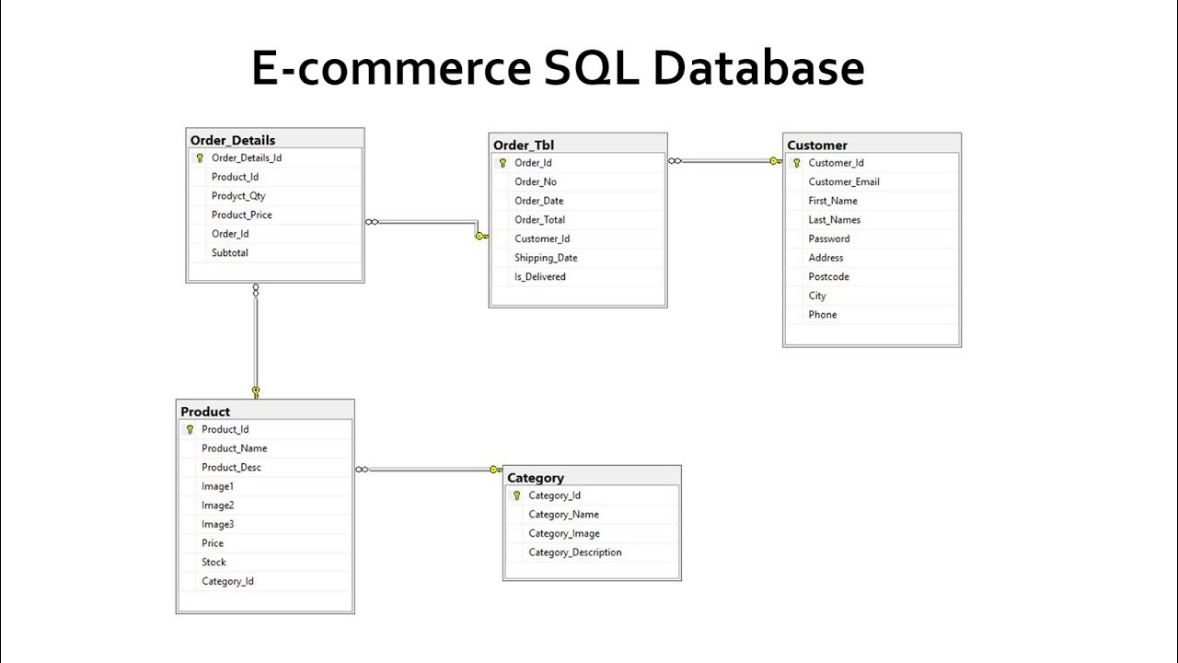 E-commerce SQL Database
Order_Details
Order_Details_Id
Product_Id
Prodyct_Qty
Product_Price
Order_Id
Subtotal
Order_Tbl
Order_Id
Order_No
Order_Date
Order_Total
Customer_Id
Shipping_Date
Is_Delivered
Customer
Customer_Id
Customer_Email
First_Name
Last_Names
Password
Address
Postcode
City
Phone
Product
Product_Id
Product_Name
Product_Desc
Image1
Image2
Image3
Price
Stock
Category_Id
Category
Category_Id
Category_Name
Category_Image
Category_Description